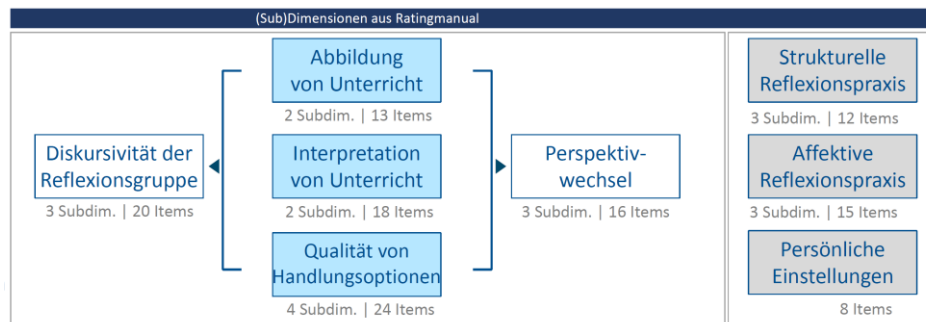 (Sub)Dimensionen aus Ratingmanual
Abbildung
von Unterricht
2 Subdim. | 13 Items
Diskursivität der
Reflexionsgruppe
3 Subdim. | 20 Items
Interpretation
von Unterricht
2 Subdim. | 18 Items
Perspektiv-
wechsel
3 Subdim. | 16 Items
Qualität von
Handlungsoptionen
4 Subdim. | 24 Items
Strukturelle
Reflexionspraxis
3 Subdim. | 12 Items
Affektive
Reflexionspraxis
3 Subdim. | 15 Items
Persönliche
Einstellungen
8 Items